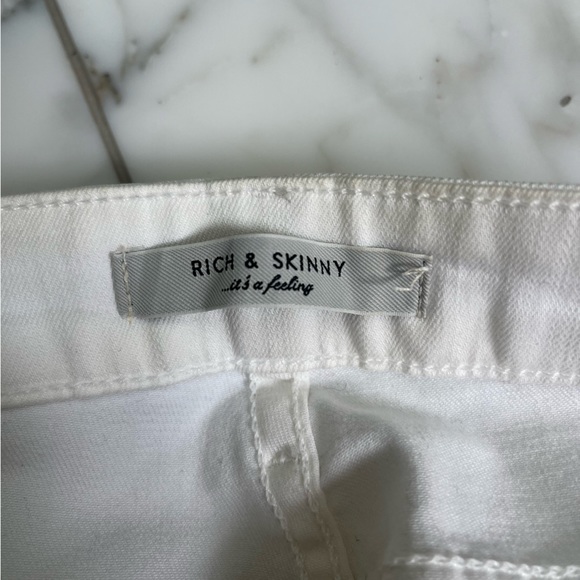 RICH & SKINNY
...it's a feeling